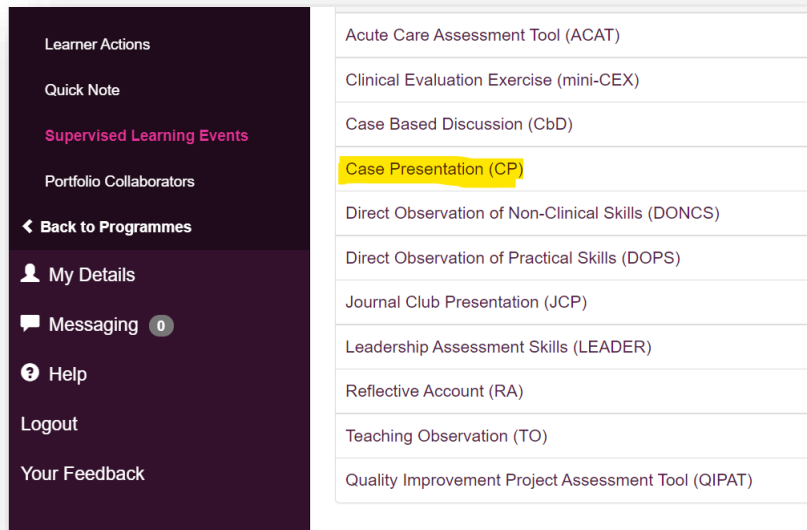 Learner Actions
Quick Note
Supervised Learning Events
Portfolio Collaborators
Back to Programmes
My Details
Messaging 0
Help
Logout
Your Feedback
Acute Care Assessment Tool (ACAT)
Clinical Evaluation Exercise (mini-CEX)
Case Based Discussion (CbD)
Case Presentation (CP)
Direct Observation of Non-Clinical Skills (DONCS)
Direct Observation of Practical Skills (DOPS)
Journal Club Presentation (JCP)
Leadership Assessment Skills (LEADER)
Reflective Account (RA)
Teaching Observation (TO)
Quality Improvement Project Assessment Tool (QIPAT)